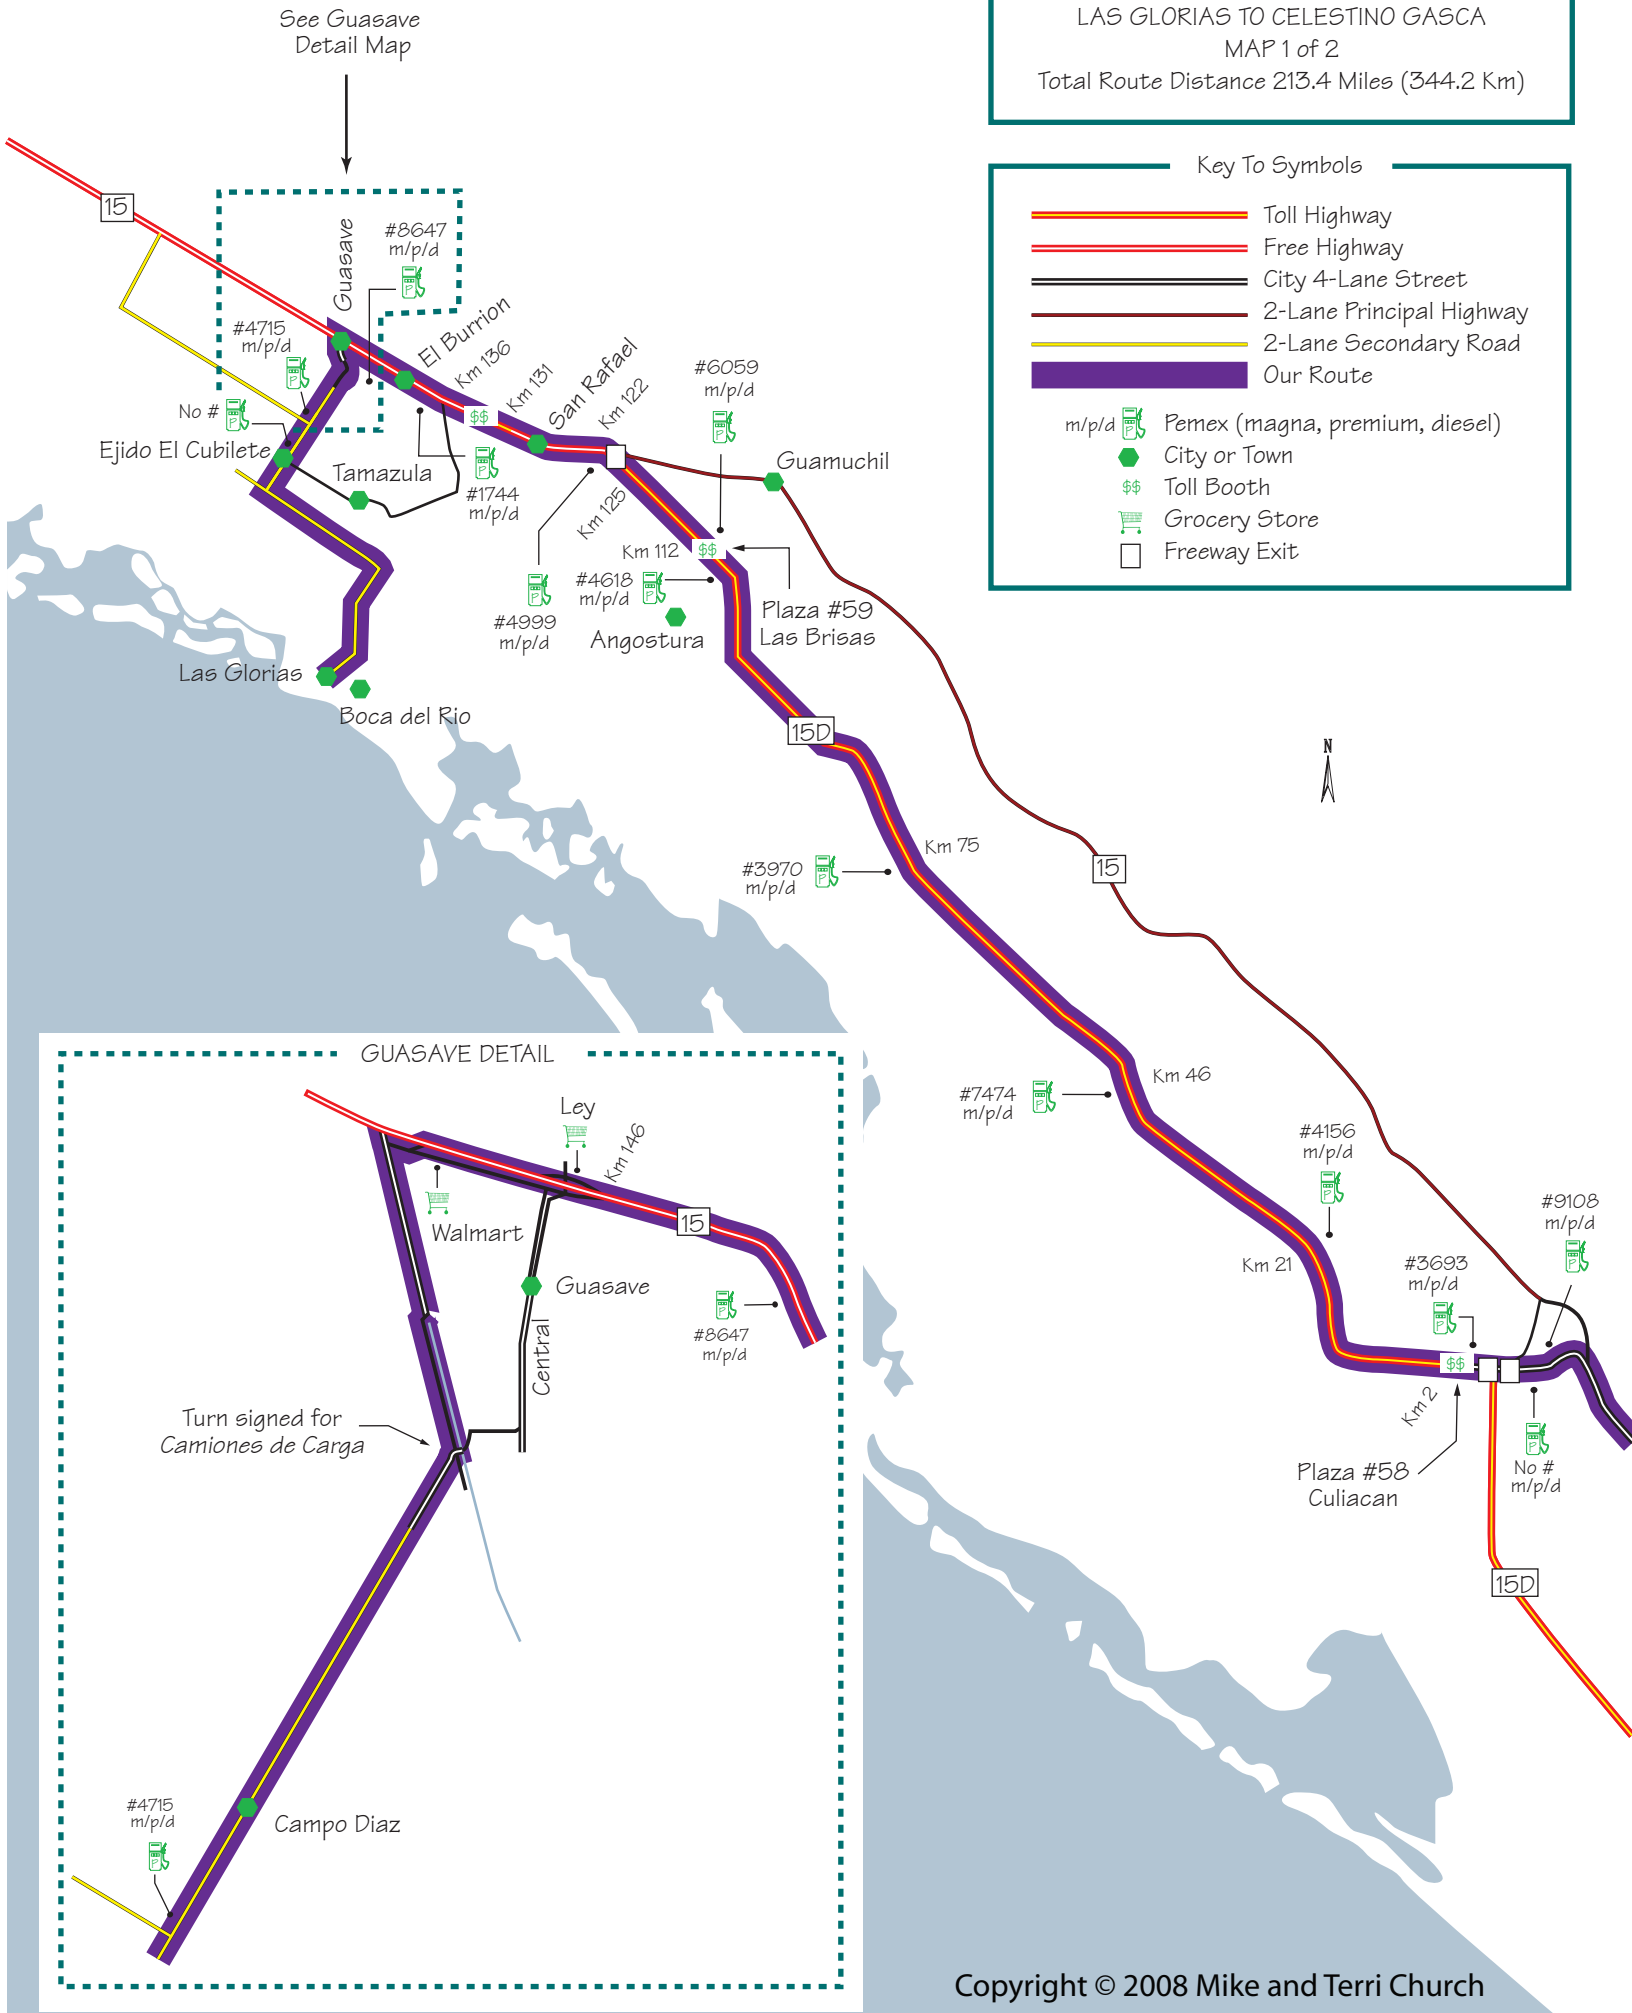 See Guasave
Detail Map
LAS GLORIAS TO CELESTINO GASCA
MAP 1 of 2
Total Route Distance 213.4 Miles (344.2 Km)
Key To Symbols
Toll Highway
Free Highway
City 4-Lane Street
2-Lane Principal Highway
2-Lane Secondary Road
Our Route
m/p/d Pemex (magna, premium, diesel)
City or Town
$$ Toll Booth
Grocery Store
Freeway Exit
15
Guasave
#8647
m/p/d
#4715
m/p/d
No #
Ejido El Cubilete
El Burrion
Km 136
$$
Km 131
San Rafael
Km 122
Tamazula
#1744
m/p/d
#6059
m/p/d
Guamuchil
Km 125
#4999
m/p/d
Km 112
$$
#4618
m/p/d
Angostura
Plaza #59
Las Brisas
Las Glorias
Boca del Rio
15D
N
Km 75
#3970
m/p/d
15
Km 46
#7474
m/p/d
#4156
m/p/d
Km 21
#9108
m/p/d
#3693
m/p/d
$$
Km 2
Plaza #58
Culiacan
No #
m/p/d
15D
GUASAVE DETAIL
Ley
Km 146
Walmart
15
Guasave
#8647
m/p/d
Central
Turn signed for
Camiones de Carga
#4715
m/p/d
Campo Diaz
Copyright © 2008 Mike and Terri Church